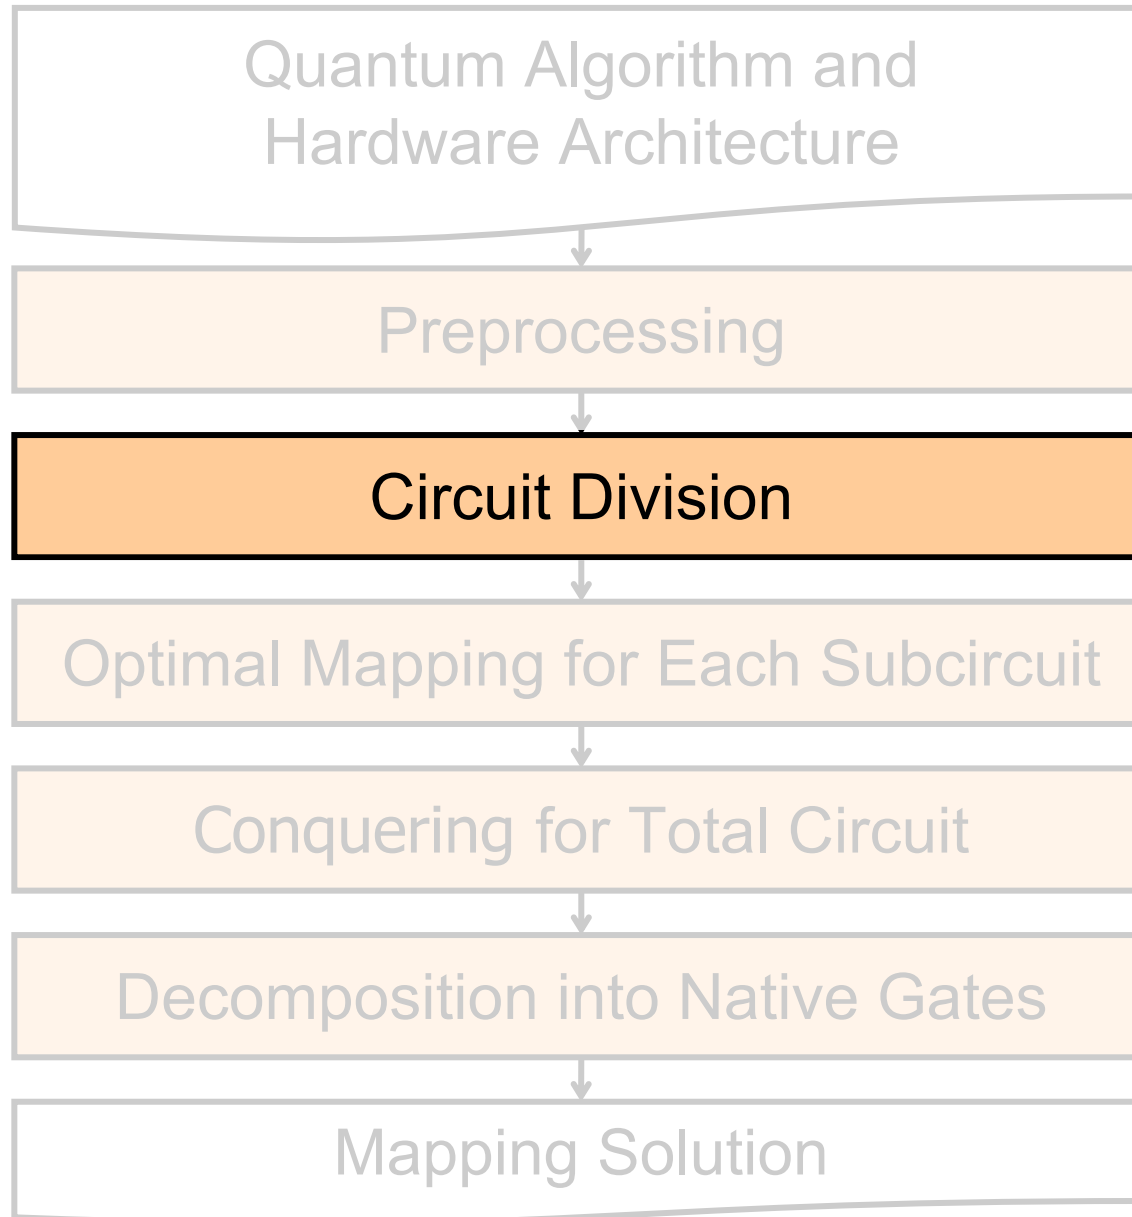 Quantum Algorithm and
Hardware Architecture
Preprocessing
Circuit Division
Optimal Mapping for Each Subcircuit
Conquering for Total Circuit
Decomposition into Native Gates
Mapping Solution